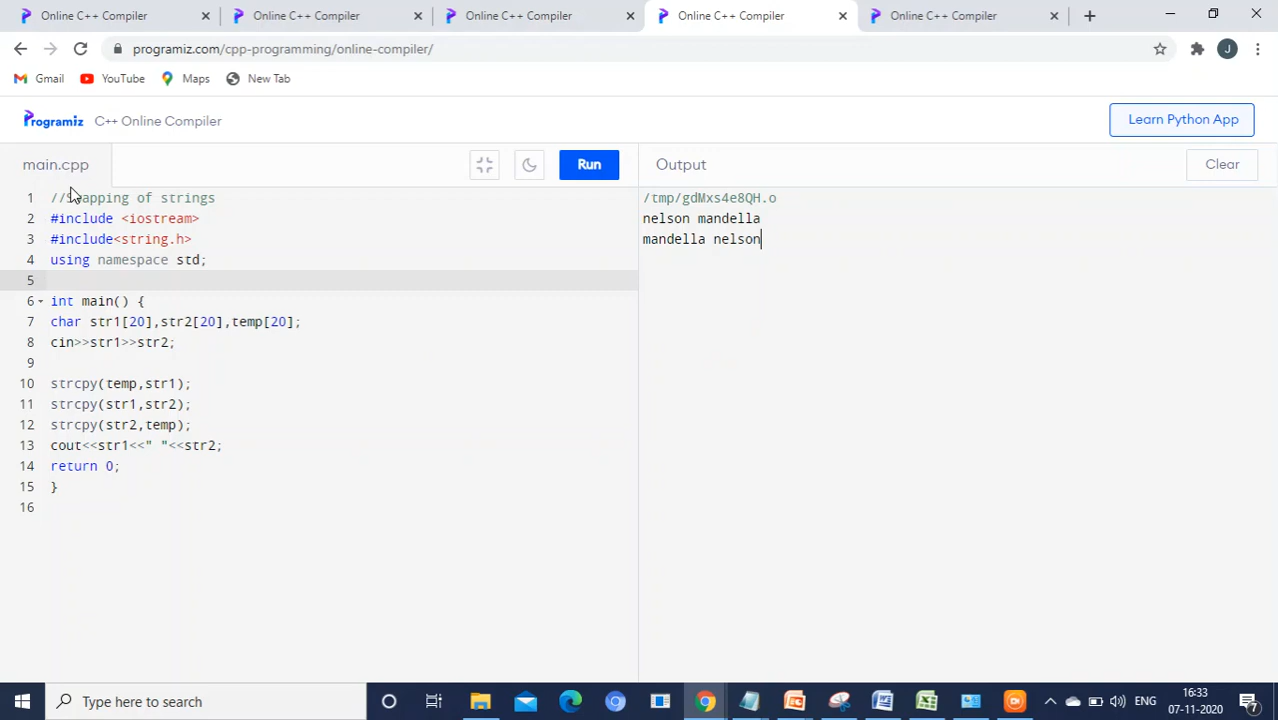 Online C++ Compiler
Online C++ Compiler
Online C++ Compiler
Online C++ Compiler
Online C++ Compiler
programiz.com/cpp-programming/online-compiler/
J
Gmail
YouTube
Maps
New Tab
Programiz
C++ Online Compiler
Learn Python App
main.cpp
Run
Output
Clear
1 //Swapping of strings
2 #include <iostream>
3 #include<string.h>
4 using namespace std;
5
6 int main() {
7 char str1[20],str2[20],temp[20];
8 cin>>str1>>str2;
9
10 strcpy(temp,str1);
11 strcpy(str1,str2);
12 strcpy(str2,temp);
13 cout<<str1<<" "<<str2;
14 return 0;
15 }
16
/tmp/gdMxs4e8QH.o
nelson mandella
mandella nelson
Type here to search
ENG
16:33
07-11-2020
7